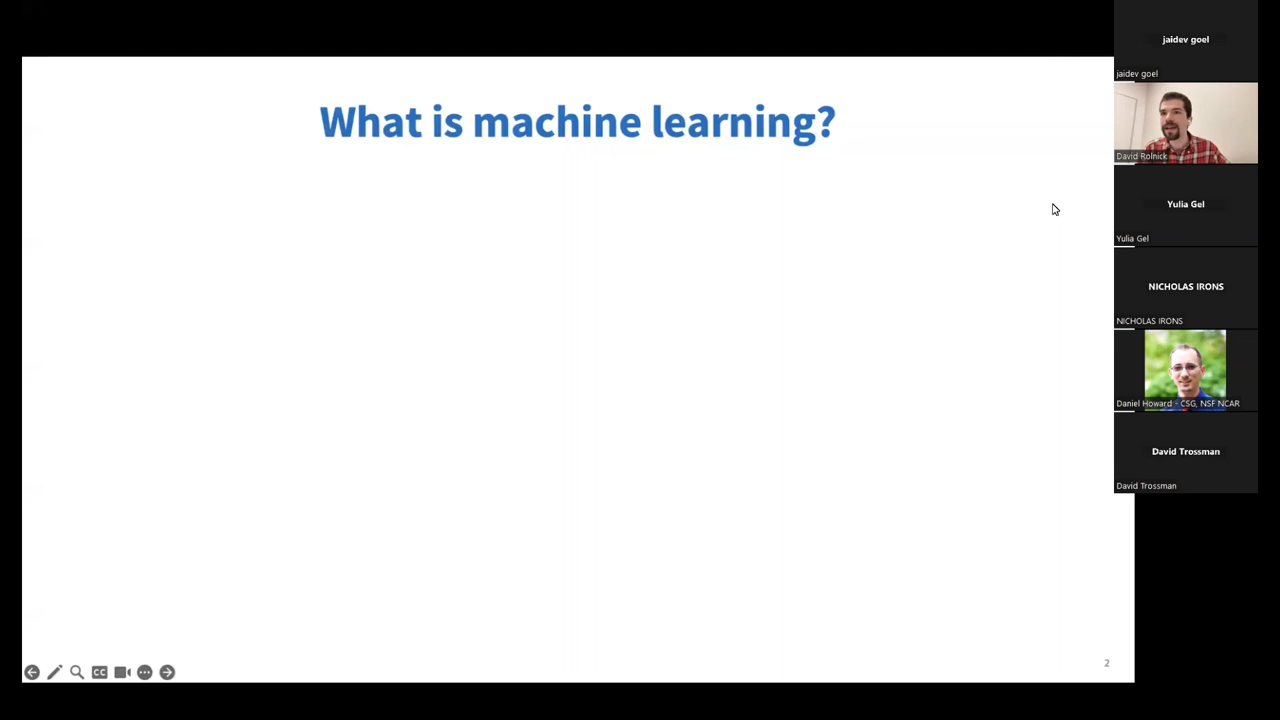 What is machine learning?
jaidev goel
jaidev goel
David Rolnick
Yulia Gel
Yulia Gel
NICHOLAS IRONS
NICHOLAS IRONS
Daniel Howard - CSG, NSF NCAR
David Trossman
David Trossman
CC
2